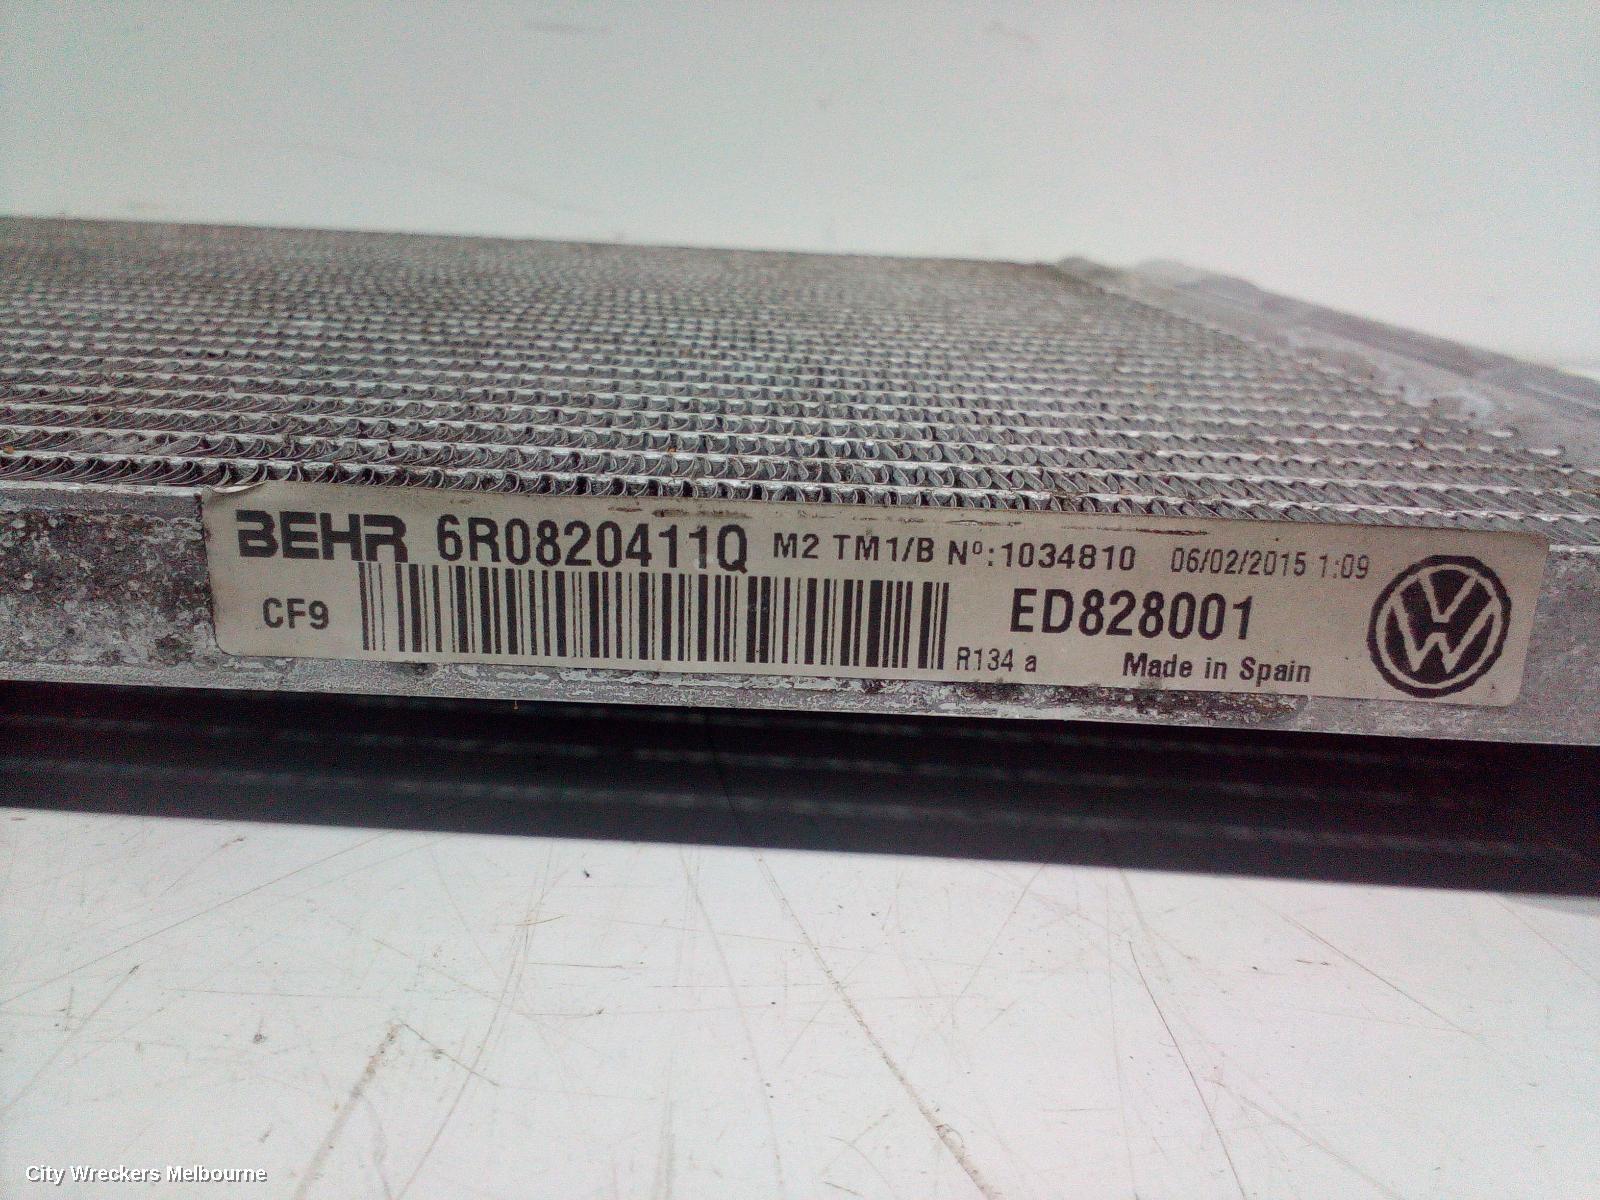 BEHR 6R0820411Q M2 TM1/B Nº:1034810 06/02/2015 1:09
CF9 ED828001
R134 a Made in Spain
VW
City Wreckers Melbourne